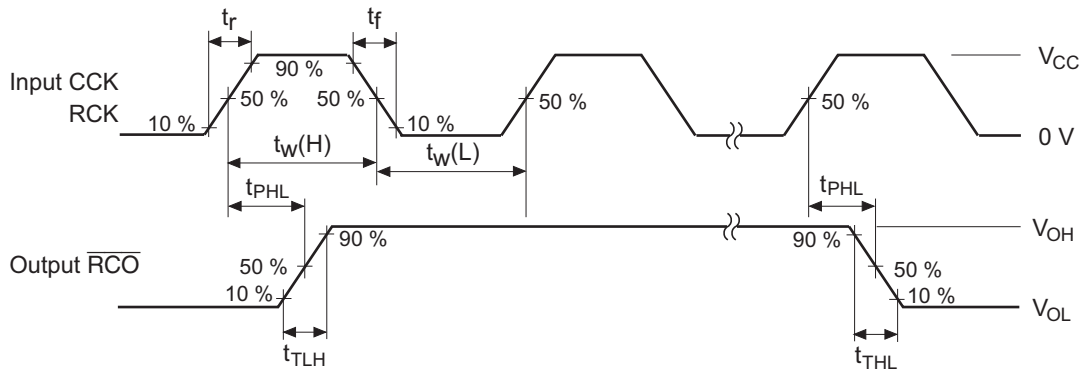 tr
tf
90 %
VCC
Input CCK
RCK
50 %
50 %
50 %
50 %
10 %
10 %
0 V
tW(H)
tW(L)
tPHL
tPHL
90 %
90 %
VOH
Output R̅C̅O̅
50 %
50 %
10 %
10 %
VOL
tTLH
tTHL